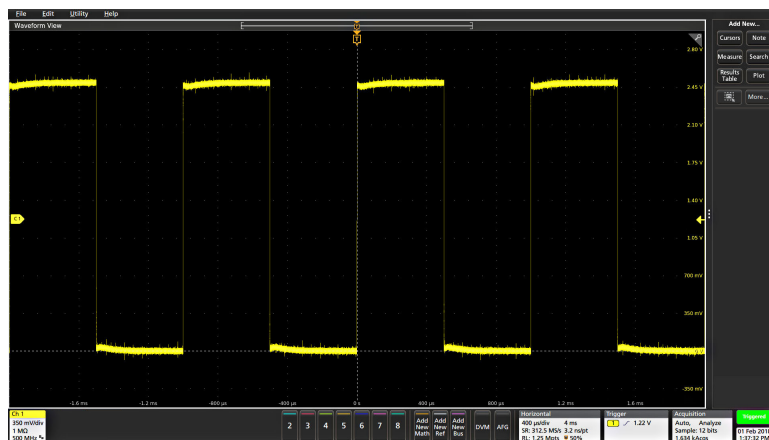 File Edit Utility Help
Waveform View
T
2.80 V
2.45 V
2.10 V
1.75 V
1.40 V
1.05 V
700 mV
350 mV
-350 mV
C1
-1.6 ms -1.2 ms -800 µs -400 µs 0 s 400 µs 800 µs 1.2 ms 1.6 ms
Add New...
Cursors Note
Measure Search
Results Table Plot
More...
Ch 1
350 mV/div
1 MΩ
500 MHz
2 3 4 5 6 7 8
Add New Math
Add New Ref
Add New Bus
DVM AFG
Horizontal
400 µs/div 4 ms
SR: 312.5 MS/s 3.2 ns/pt
RL: 1.25 Mpts 50%
Trigger
1 1.22 V
Acquisition
Auto, Analyze
Sample: 12 bits
1.634 kAcqs
Triggered
01 Feb 2018
1:37:32 PM